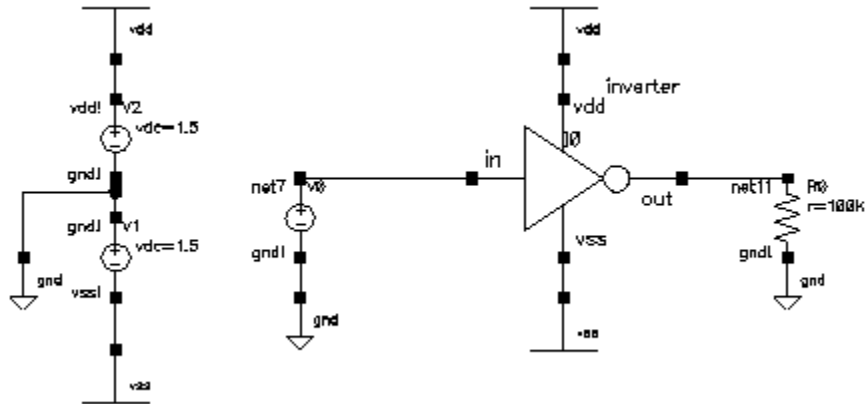 vdd
vdd! V2
vdc=1.5
gnd!
gnd! V1
vdc=1.5
gnd
vss!
vss
net7 V0
gnd!
gnd
vdd
inverter
vdd
I0
in
out
vss
vss
net11 R0
r=100k
gnd!
gnd